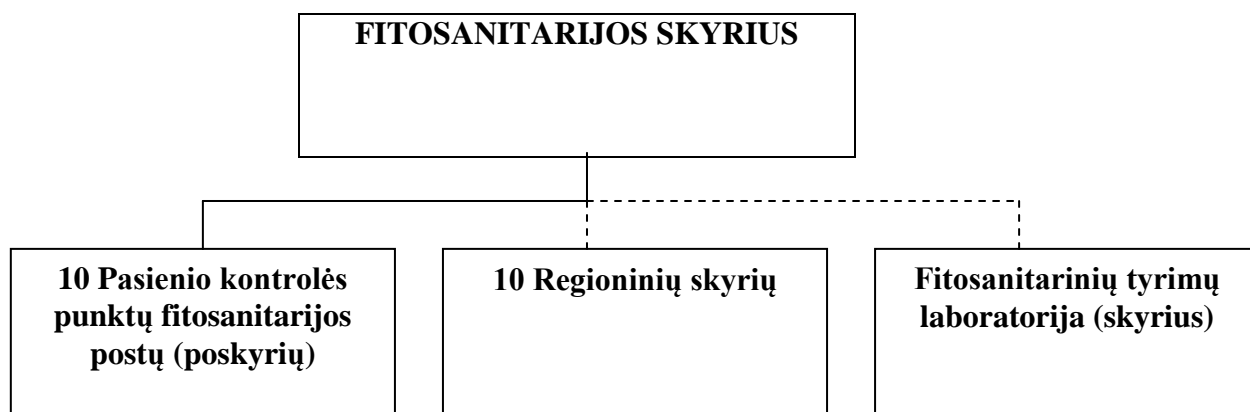 FITOSANITARIJOS SKYRIUS
10 Pasienio kontrolės
punktų fitosanitarijos
postų (poskyrių)
10 Regioninių skyrių
Fitosanitarinių tyrimų
laboratorija (skyrius)